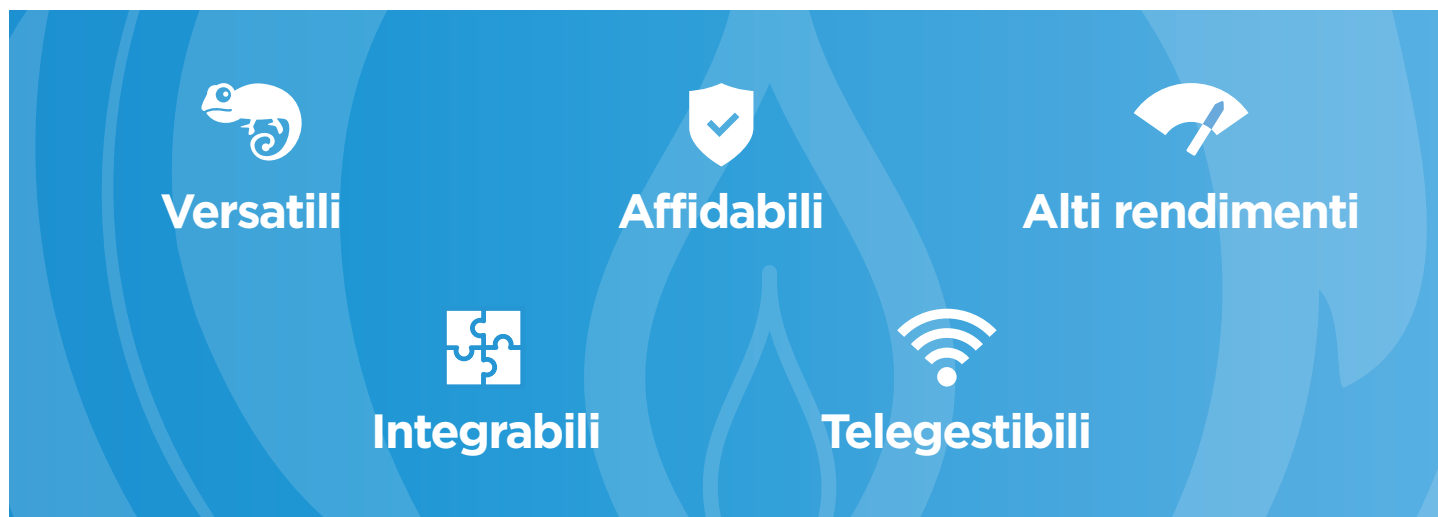 Versatili
Affidabili
Alti rendimenti
Integrabili
Telegestibili